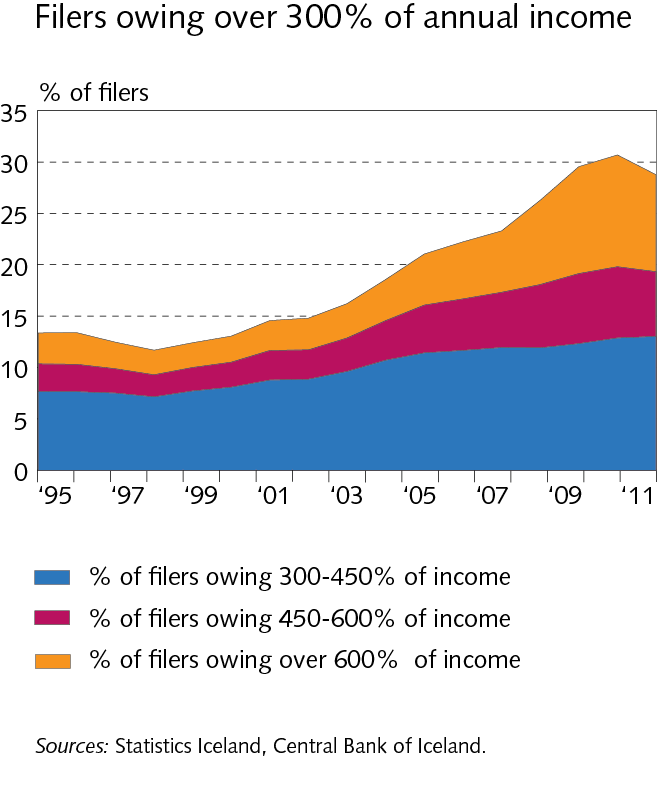 Filers owing over 300% of annual income
% of filers
35
30
25
20
15
10
5
0
‘95 ‘97 ‘99 ‘01 ‘03 ‘05 ‘07 ‘09 ‘11
% of filers owing 300-450% of income
% of filers owing 450-600% of income
% of filers owing over 600% of income
Sources: Statistics Iceland, Central Bank of Iceland.